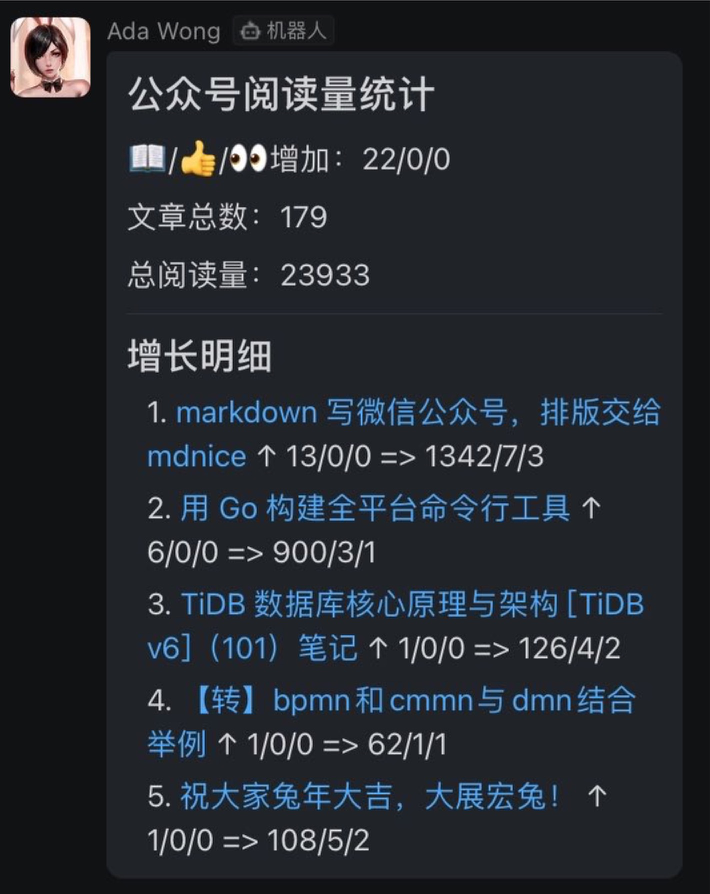 Ada Wong 机器人
公众号阅读量统计
📖/👍/👀增加：22/0/0
文章总数：179
总阅读量：23933
增长明细
1. markdown 写微信公众号，排版交给
mdnice ↑ 13/0/0 => 1342/7/3
2. 用 Go 构建全平台命令行工具 ↑
6/0/0 => 900/3/1
3. TiDB 数据库核心原理与架构 [TiDB
v6]（101）笔记 ↑ 1/0/0 => 126/4/2
4. 【转】bpmn和cmmn与dmn结合
举例 ↑ 1/0/0 => 62/1/1
5. 祝大家兔年大吉，大展宏兔！ ↑
1/0/0 => 108/5/2